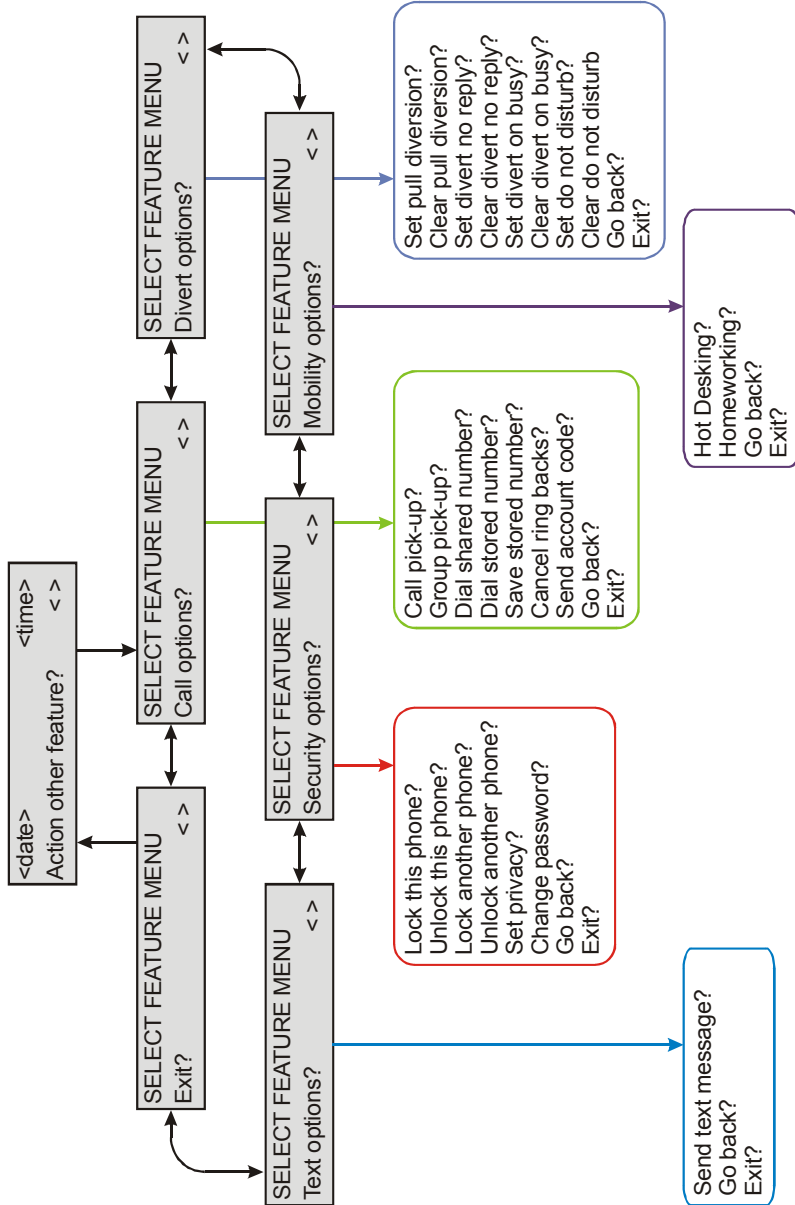 <date> <time>
Action other feature? < >
SELECT FEATURE MENU
Exit? < >
SELECT FEATURE MENU
Call options? < >
SELECT FEATURE MENU
Divert options? < >
SELECT FEATURE MENU
Text options? < >
SELECT FEATURE MENU
Security options? < >
SELECT FEATURE MENU
Mobility options? < >
Lock this phone?
Unlock this phone?
Lock another phone?
Unlock another phone?
Set privacy?
Change password?
Go back?
Exit?
Call pick-up?
Group pick-up?
Dial shared number?
Dial stored number?
Save stored number?
Cancel ring backs?
Send account code?
Go back?
Exit?
Set pull diversion?
Clear pull diversion?
Set divert no reply?
Clear divert no reply?
Set divert on busy?
Clear divert on busy?
Set do not disturb?
Clear do not disturb
Go back?
Exit?
Send text message?
Go back?
Exit?
Hot Desking?
Homeworking?
Go back?
Exit?